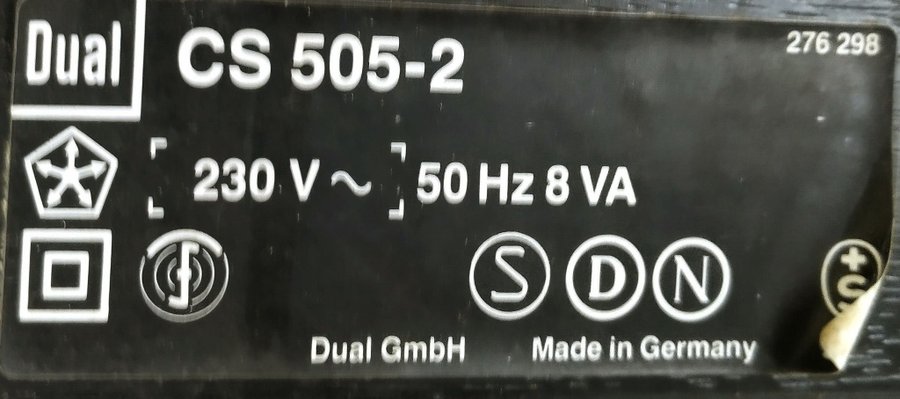 Dual CS 505-2 276 298
230 V ~ 50 Hz 8 VA
S D N +S
Dual GmbH Made in Germany